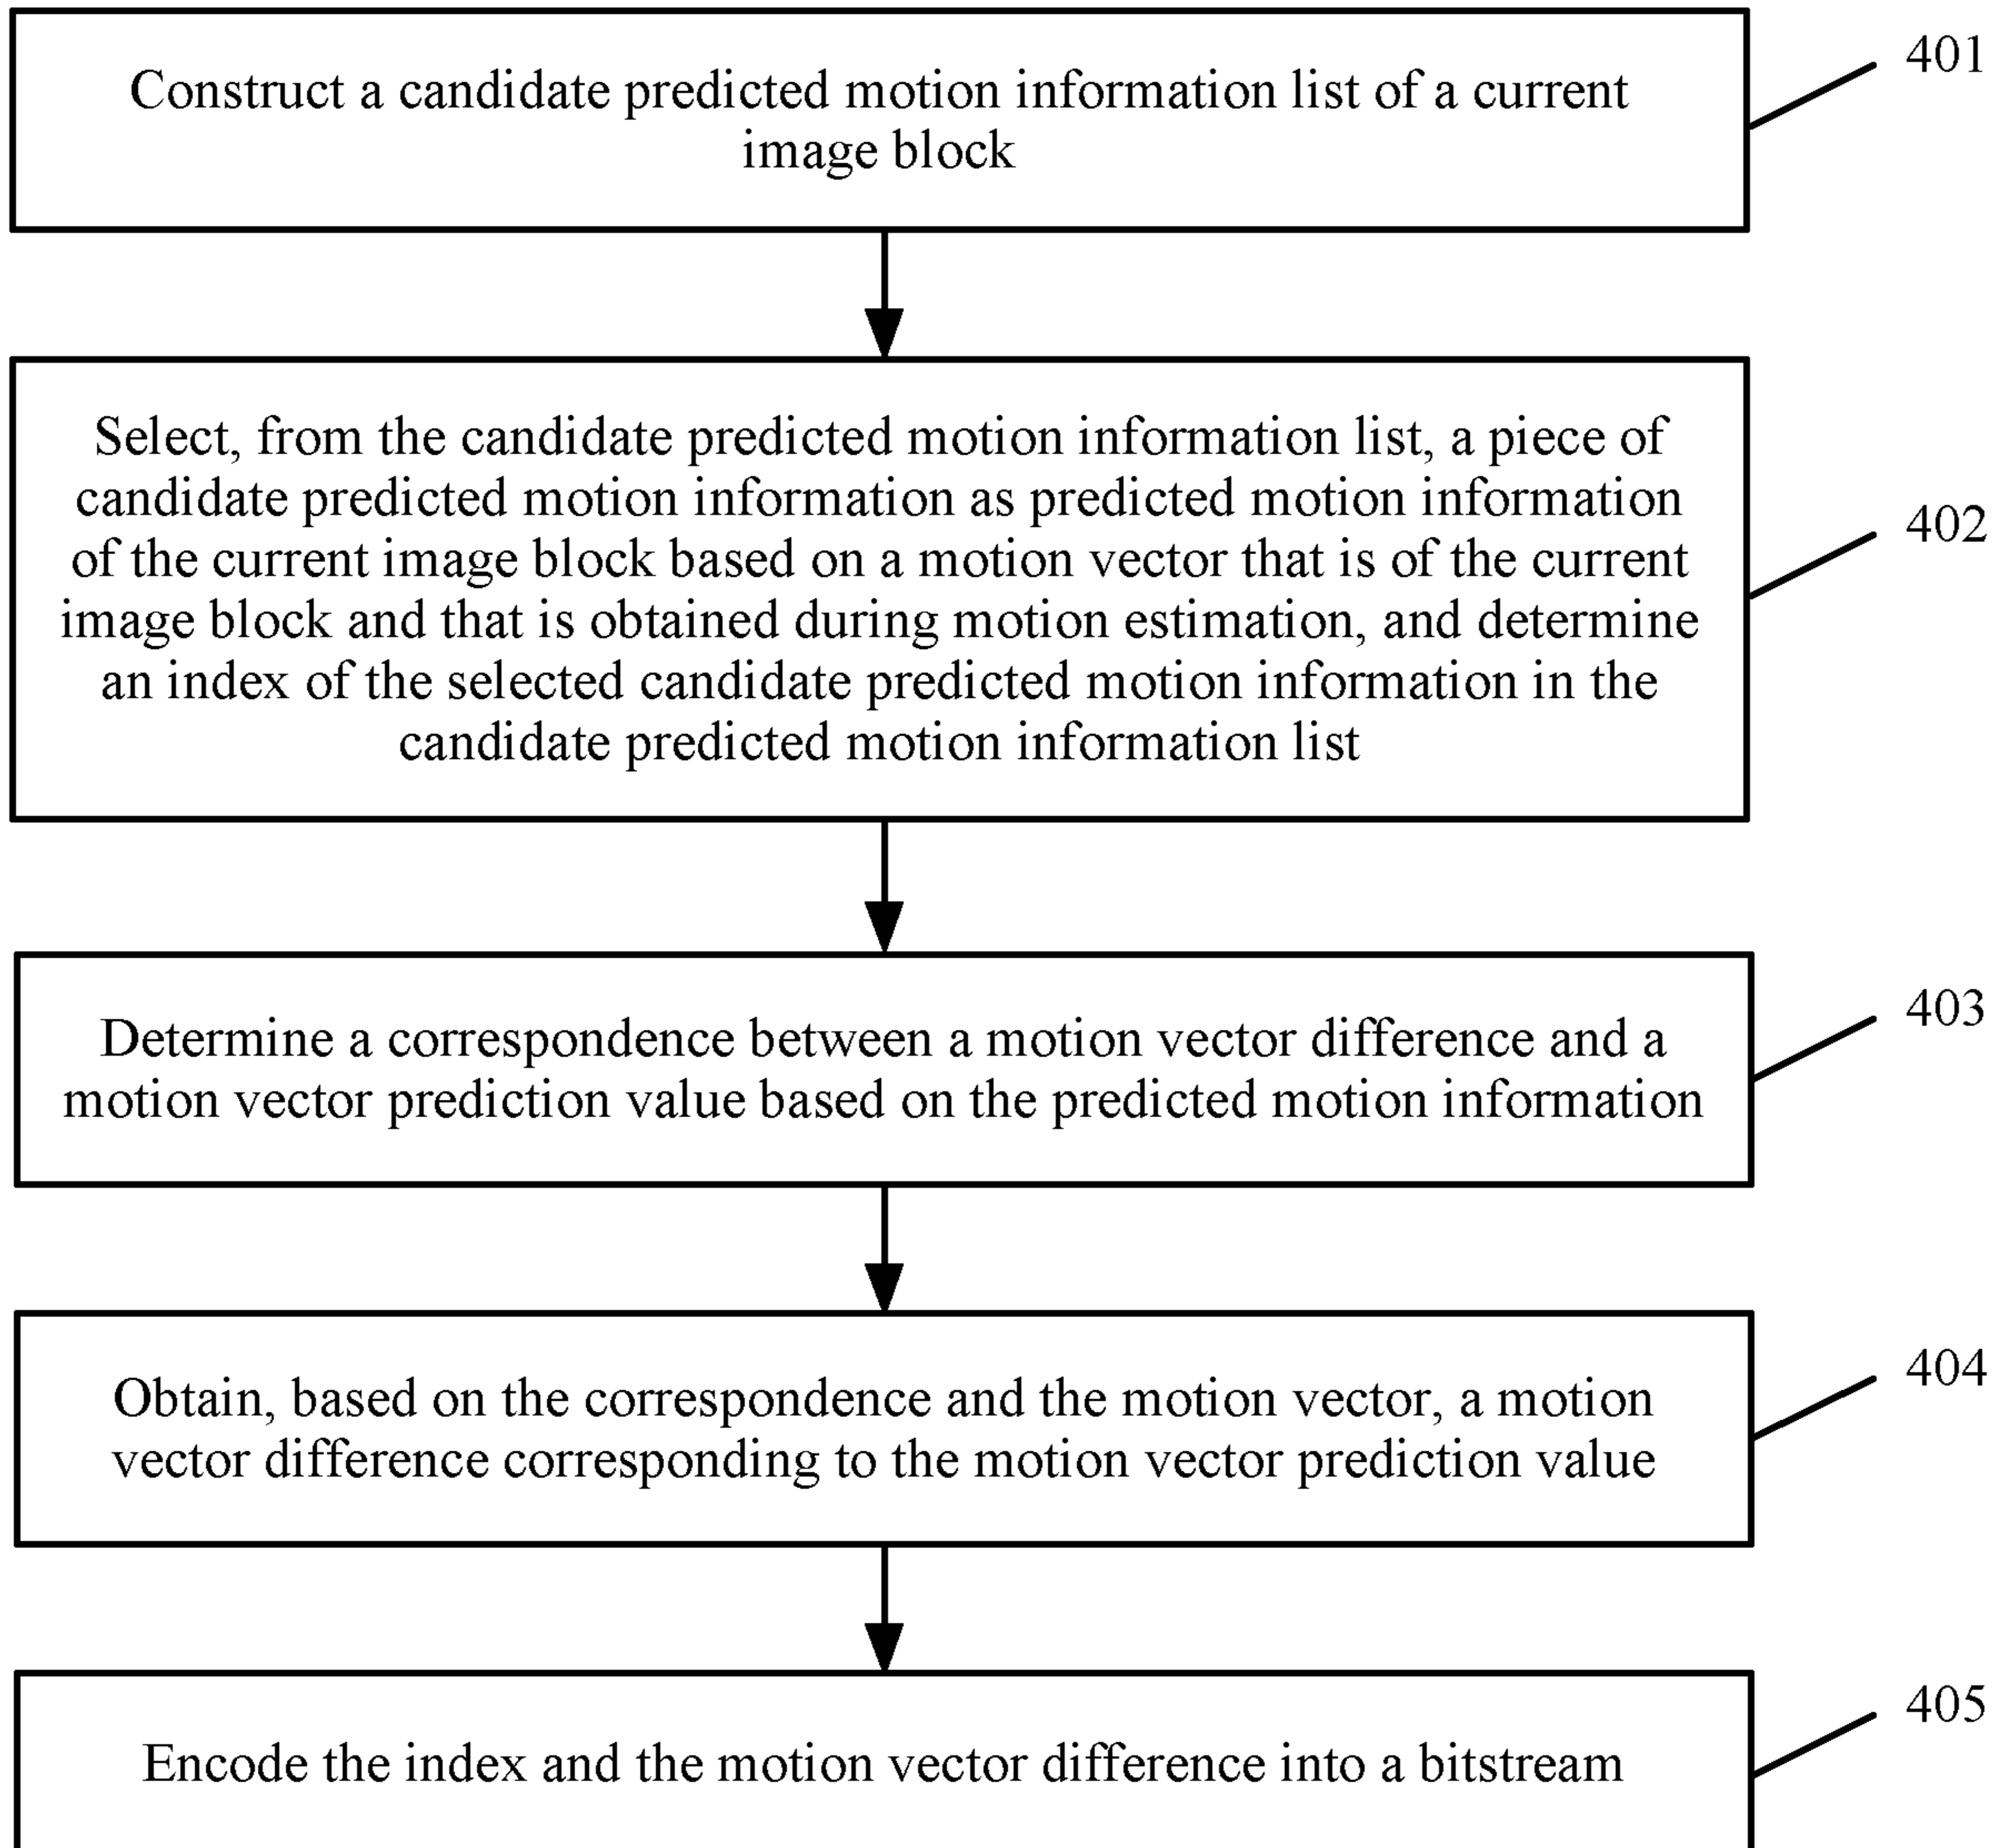 Construct a candidate predicted motion information list of a current
image block
401
Select, from the candidate predicted motion information list, a piece of
candidate predicted motion information as predicted motion information
of the current image block based on a motion vector that is of the current
image block and that is obtained during motion estimation, and determine
an index of the selected candidate predicted motion information in the
candidate predicted motion information list
402
Determine a correspondence between a motion vector difference and a
motion vector prediction value based on the predicted motion information
403
Obtain, based on the correspondence and the motion vector, a motion
vector difference corresponding to the motion vector prediction value
404
Encode the index and the motion vector difference into a bitstream
405